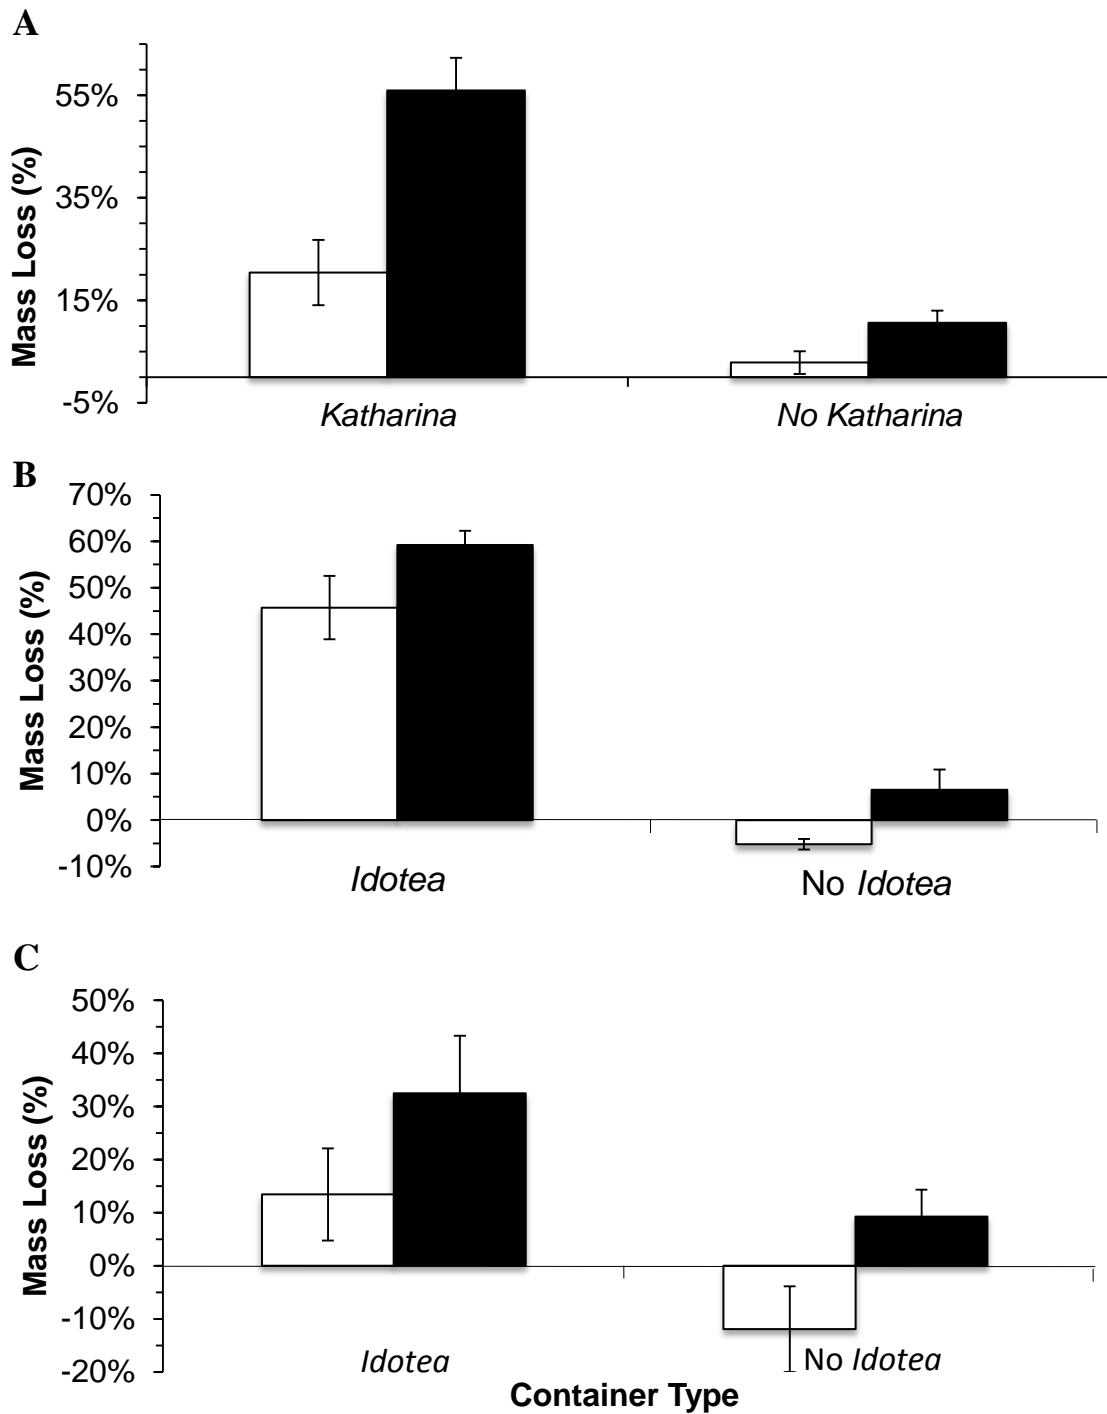 A
Mass Loss (%)
55%
35%
15%
-5%
Katharina
No Katharina
B
Mass Loss (%)
70%
60%
50%
40%
30%
20%
10%
0%
-10%
Idotea
No Idotea
C
Mass Loss (%)
50%
40%
30%
20%
10%
0%
-10%
-20%
Idotea
No Idotea
Container Type